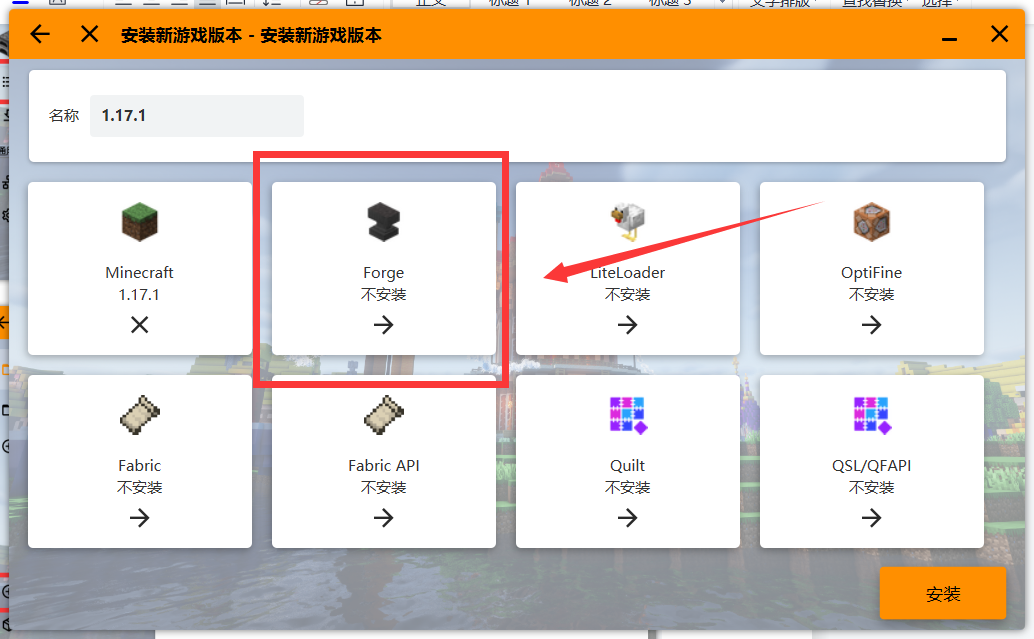 安装新游戏版本 - 安装新游戏版本
名称 1.17.1
Minecraft
1.17.1
Forge
不安装
LiteLoader
不安装
OptiFine
不安装
Fabric
不安装
Fabric API
不安装
Quilt
不安装
QSL/QFAPI
不安装
安装